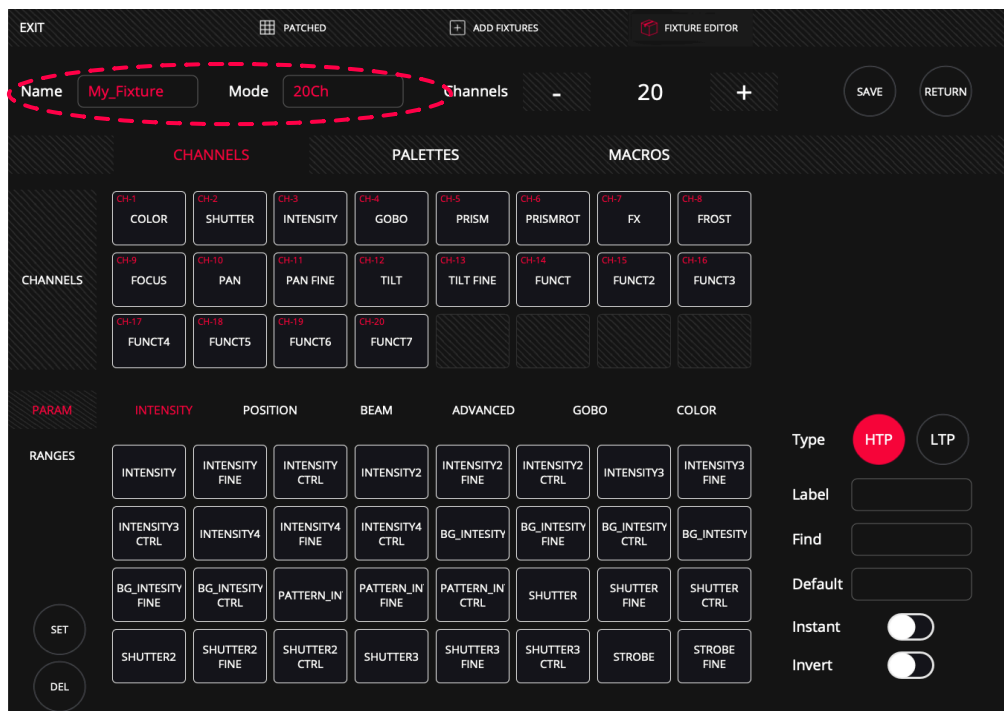 EXIT PATCHED + ADD FIXTURES FIXTURE EDITOR
Name My_Fixture Mode 20Ch Channels - 20 + SAVE RETURN
CHANNELS PALETTES MACROS
CH-1 CH-2 CH-3 CH-4 CH-5 CH-6 CH-7 CH-8
COLOR SHUTTER INTENSITY GOBO PRISM PRISMROT FX FROST
CH-9 CH-10 CH-11 CH-12 CH-13 CH-14 CH-15 CH-16
CHANNELS FOCUS PAN PAN FINE TILT TILT FINE FUNCT FUNCT2 FUNCT3
CH-17 CH-18 CH-19 CH-20
FUNCT4 FUNCT5 FUNCT6 FUNCT7
PARAM INTENSITY POSITION BEAM ADVANCED GOBO COLOR
RANGES
INTENSITY INTENSITY FINE INTENSITY CTRL INTENSITY2 INTENSITY2 FINE INTENSITY2 CTRL INTENSITY3 INTENSITY3 FINE
INTENSITY3 CTRL INTENSITY4 INTENSITY4 FINE INTENSITY4 CTRL BG_INTESITY BG_INTESITY FINE BG_INTESITY CTRL BG_INTESITY
BG_INTESITY FINE BG_INTESITY CTRL PATTERN_IN PATTERN_IN FINE PATTERN_IN CTRL SHUTTER SHUTTER FINE SHUTTER CTRL
SHUTTER2 SHUTTER2 FINE SHUTTER2 CTRL SHUTTER3 SHUTTER3 FINE SHUTTER3 CTRL STROBE STROBE FINE
SET
DEL
Type HTP LTP
Label
Find
Default
Instant
Invert